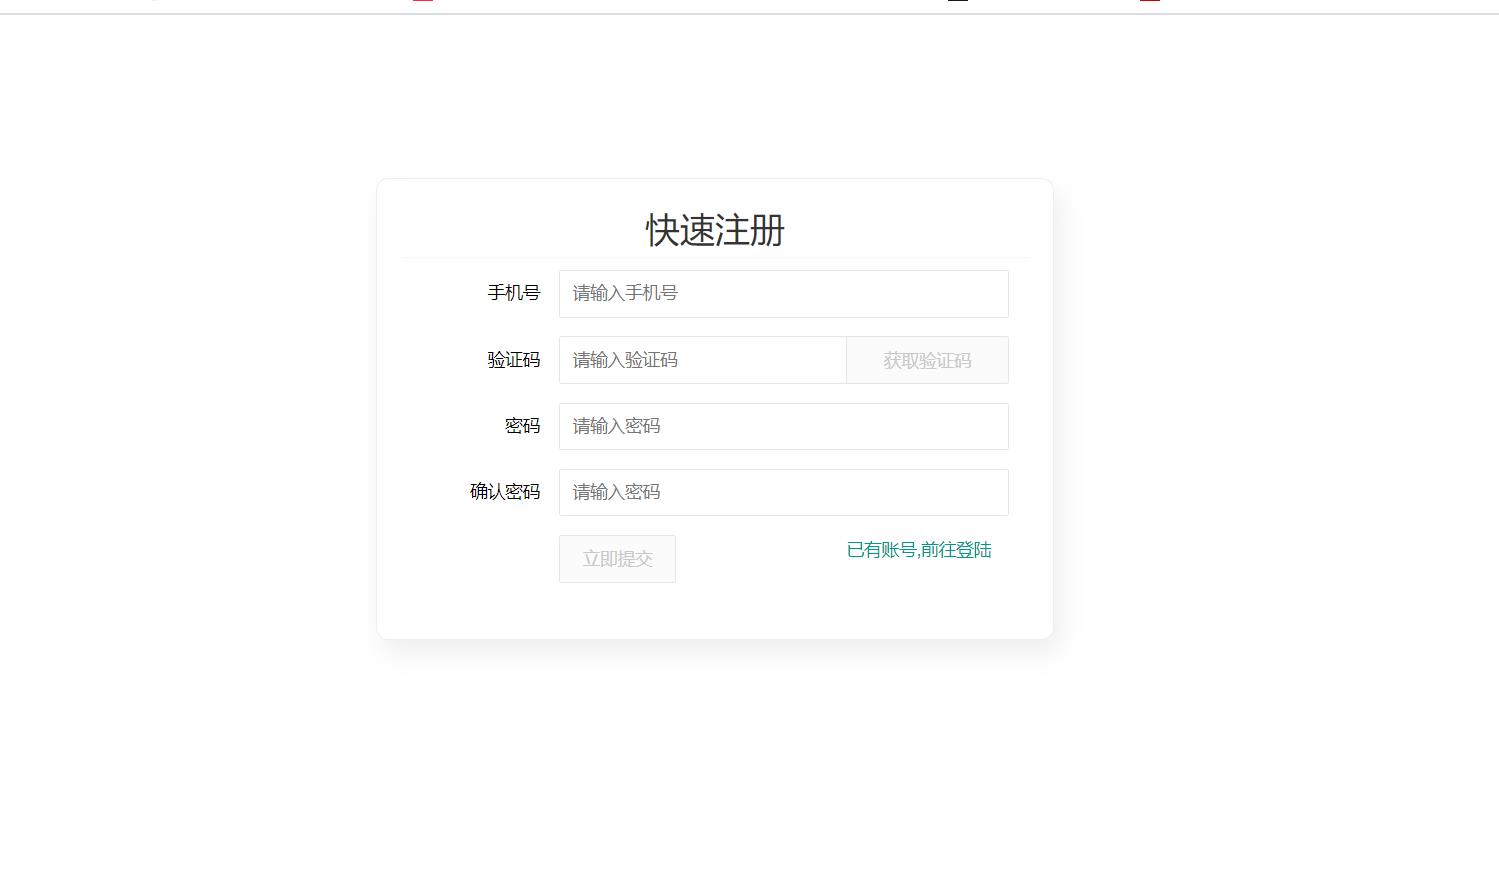 快速注册
手机号 请输入手机号
验证码 请输入验证码 获取验证码
密码 请输入密码
确认密码 请输入密码
立即提交 已有账号,前往登陆